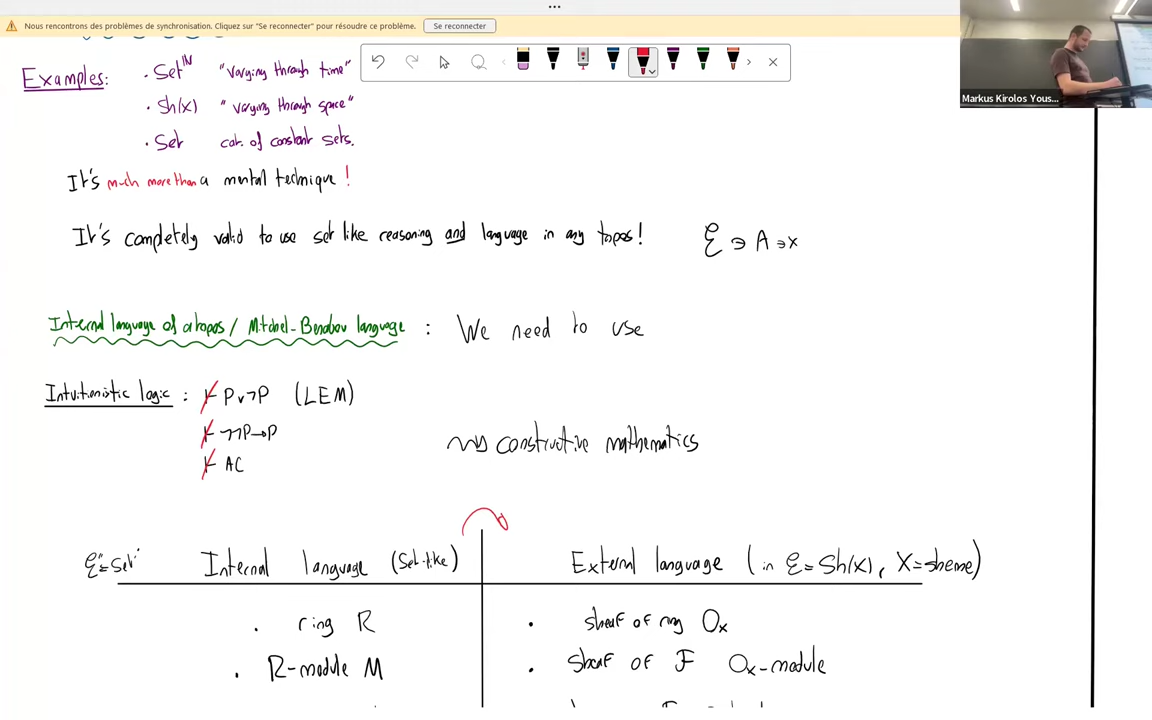 Nous rencontrons des problèmes de synchronisation. Cliquez sur "Se reconnecter" pour résoudre ce problème. Se reconnecter
Markus Kirolos Yous...
Examples: · Set^ℕ "Varying through time"
· Sh(X) "varying through space"
· Set cat. of constant sets.
It's much more than a mental technique !
It's completely valid to use set like reasoning and language in any topos! ℰ ∋ A ∋ x
Internal language of a topos / Mitchel-Benabou language : We need to use
Intuitionistic logic : ⊬ P∨¬P (LEM)
⊬ ¬¬P→P
⊬ AC
⇝ constructive mathematics
ℰ"="Set Internal language (Set-like) External language (in ℰ=Sh(X), X=sheme)
· ring R · sheaf of ring Ox
· R-module M · sheaf of F Ox-module